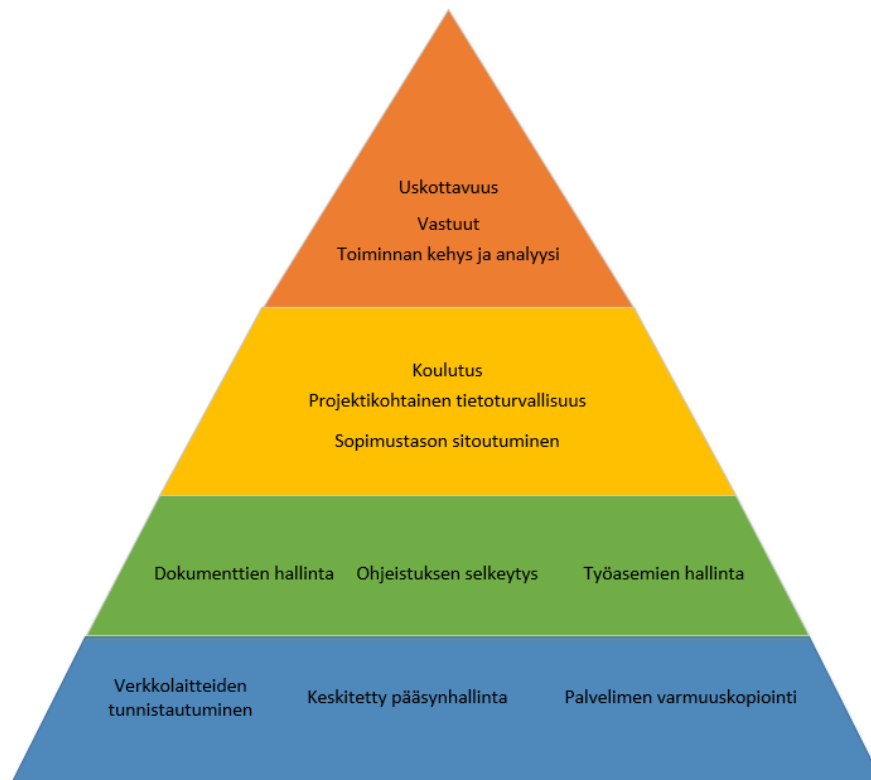 Uskottavuus
Vastuut
Toiminnan kehys ja analyysi
Koulutus
Projektikohtainen tietoturvallisuus
Sopimustason sitoutuminen
Dokumenttien hallinta
Ohjeistuksen selkeytys
Työasemien hallinta
Verkkolaitteiden
tunnistautuminen
Keskitetty pääsynhallinta
Palvelimen varmuuskopiointi